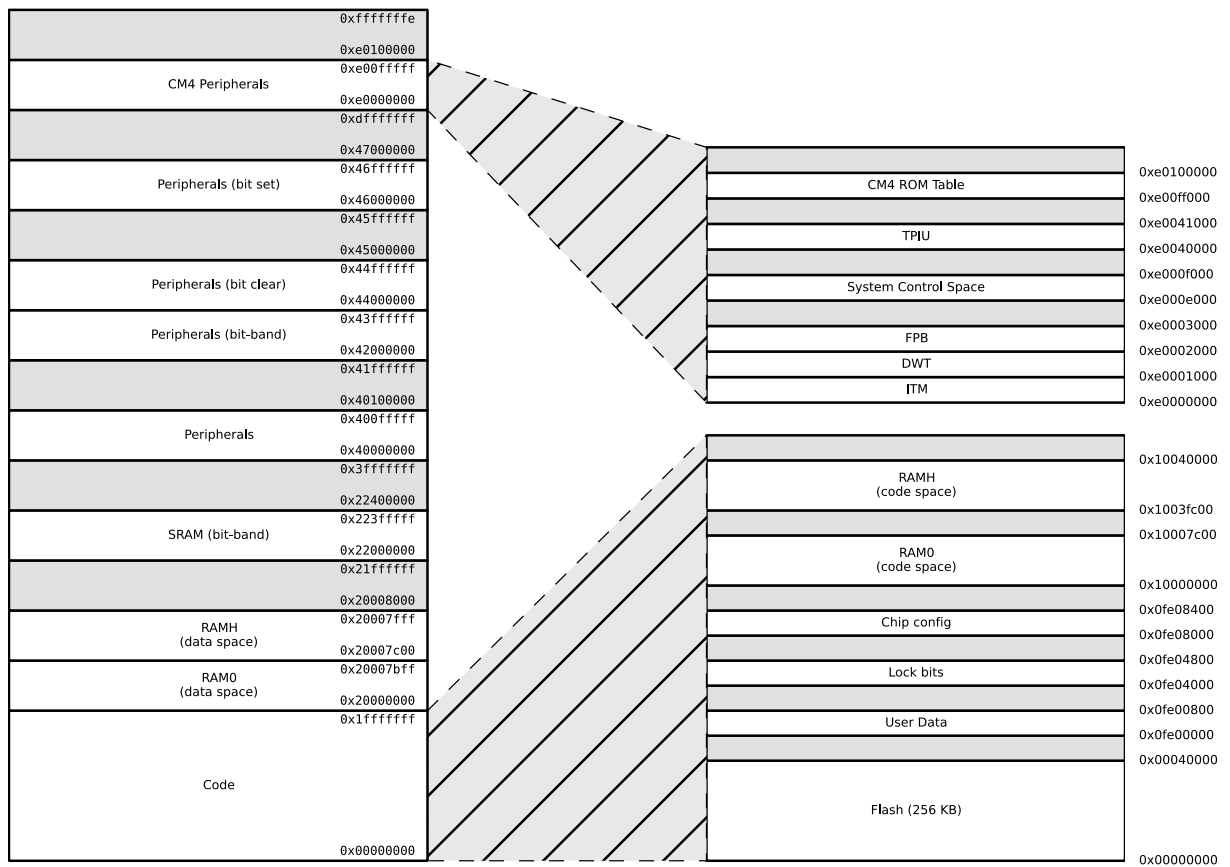 0xfffffffe
0xe0100000
0xe00fffff
CM4 Peripherals
0xe0000000
0xdfffffff
0x47000000
0x46ffffff
Peripherals (bit set)
0x46000000
0x45ffffff
0x45000000
0x44ffffff
Peripherals (bit clear)
0x44000000
0x43ffffff
Peripherals (bit-band)
0x42000000
0x41ffffff
0x40100000
0x400fffff
Peripherals
0x40000000
0x3fffffff
0x22400000
0x223fffff
SRAM (bit-band)
0x22000000
0x21ffffff
0x20008000
0x20007fff
RAMH
(data space)
0x20007c00
0x20007bff
RAM0
(data space)
0x20000000
0x1fffffff
Code
0x00000000
0xe0100000
CM4 ROM Table
0xe00ff000
0xe0041000
TPIU
0xe0040000
0xe000f000
System Control Space
0xe000e000
0xe0003000
FPB
0xe0002000
DWT
0xe0001000
ITM
0xe0000000
0x10040000
RAMH
(code space)
0x1003fc00
0x10007c00
RAM0
(code space)
0x10000000
0x0fe08400
Chip config
0x0fe08000
0x0fe04800
Lock bits
0x0fe04000
0x0fe00800
User Data
0x0fe00000
0x00040000
Flash (256 KB)
0x00000000